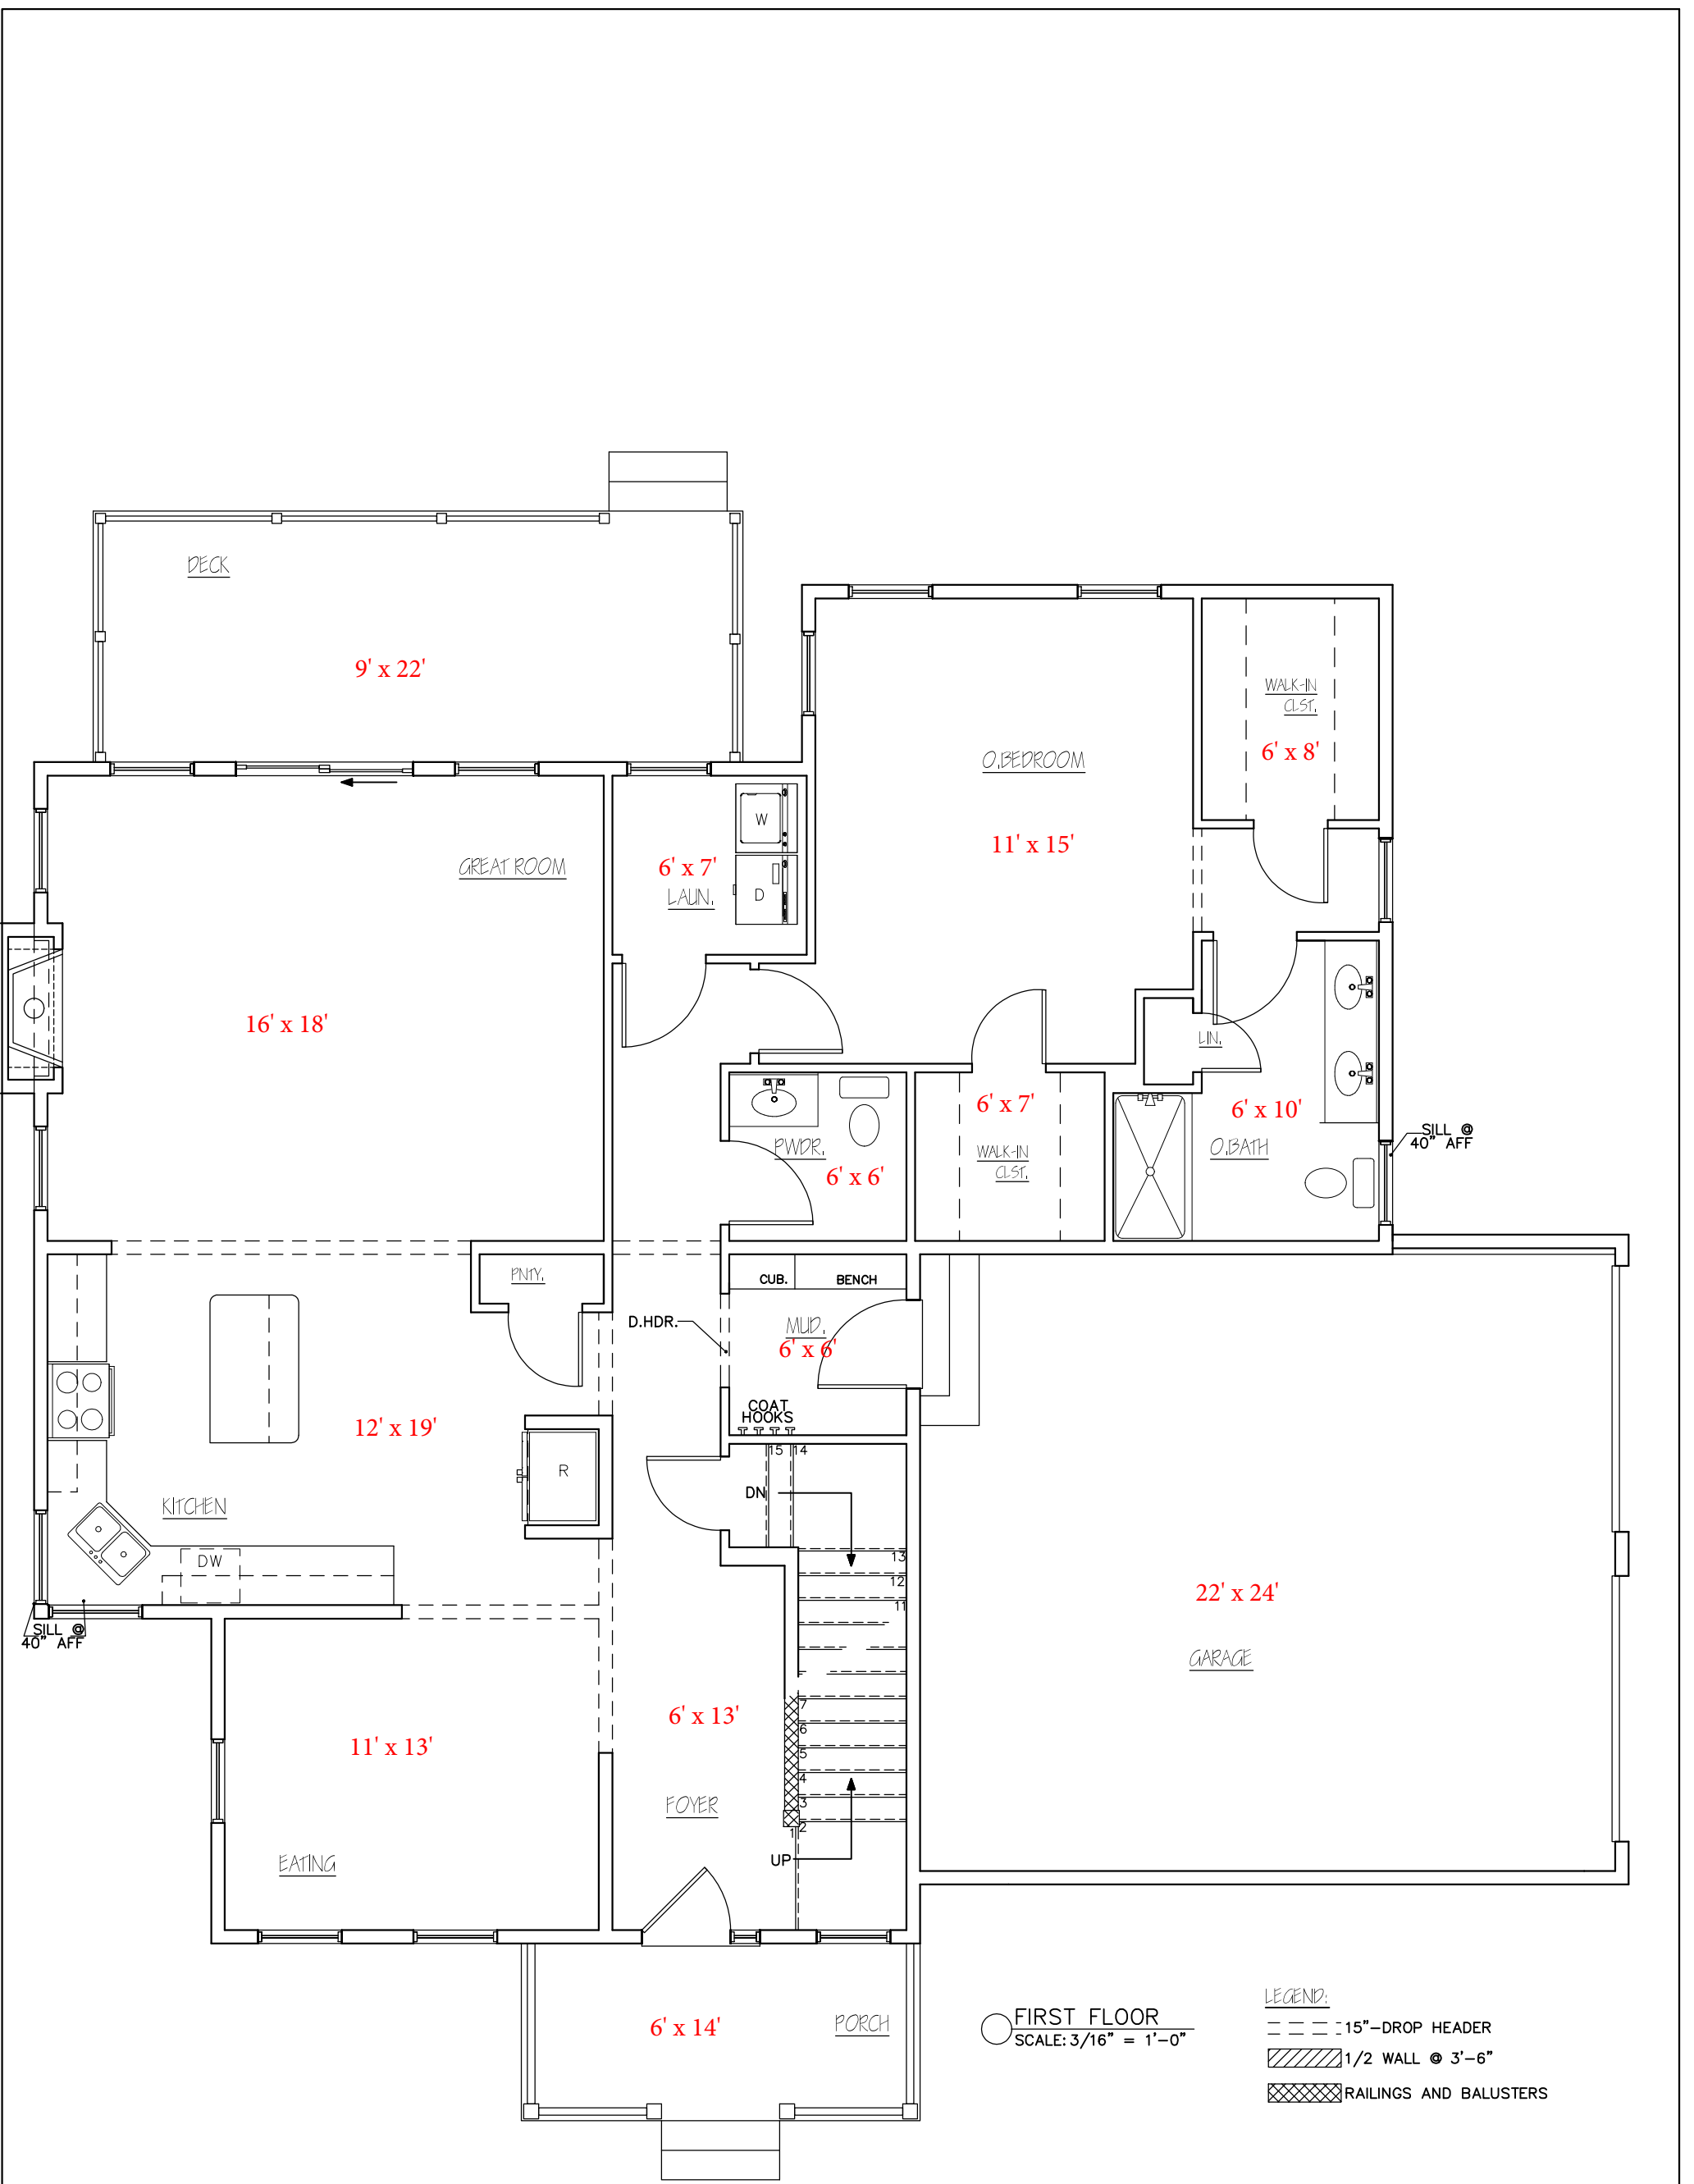 DECK
9' x 22'
WALK-IN
CLST.
6' x 8'
O.BEDROOM
11' x 15'
W
D
6' x 7'
LAUN.
GREAT ROOM
16' x 18'
LIN.
6' x 10'
O.BATH
SILL @
40" AFF
6' x 7'
WALK-IN
CLST.
PWDR.
6' x 6'
PNTY.
CUB.
BENCH
D.HDR.
MUD.
6' x 6'
COAT
HOOKS
15
14
12' x 19'
R
DN
KITCHEN
DW
13
12
11
SILL @
40" AFF
22' x 24'
GARAGE
7
6
5
4
3
2
1
6' x 13'
FOYER
UP
11' x 13'
EATING
6' x 14'
PORCH
FIRST FLOOR
SCALE: 3/16" = 1'-0"
LEGEND:
15"-DROP HEADER
1/2 WALL @ 3'-6"
RAILINGS AND BALUSTERS